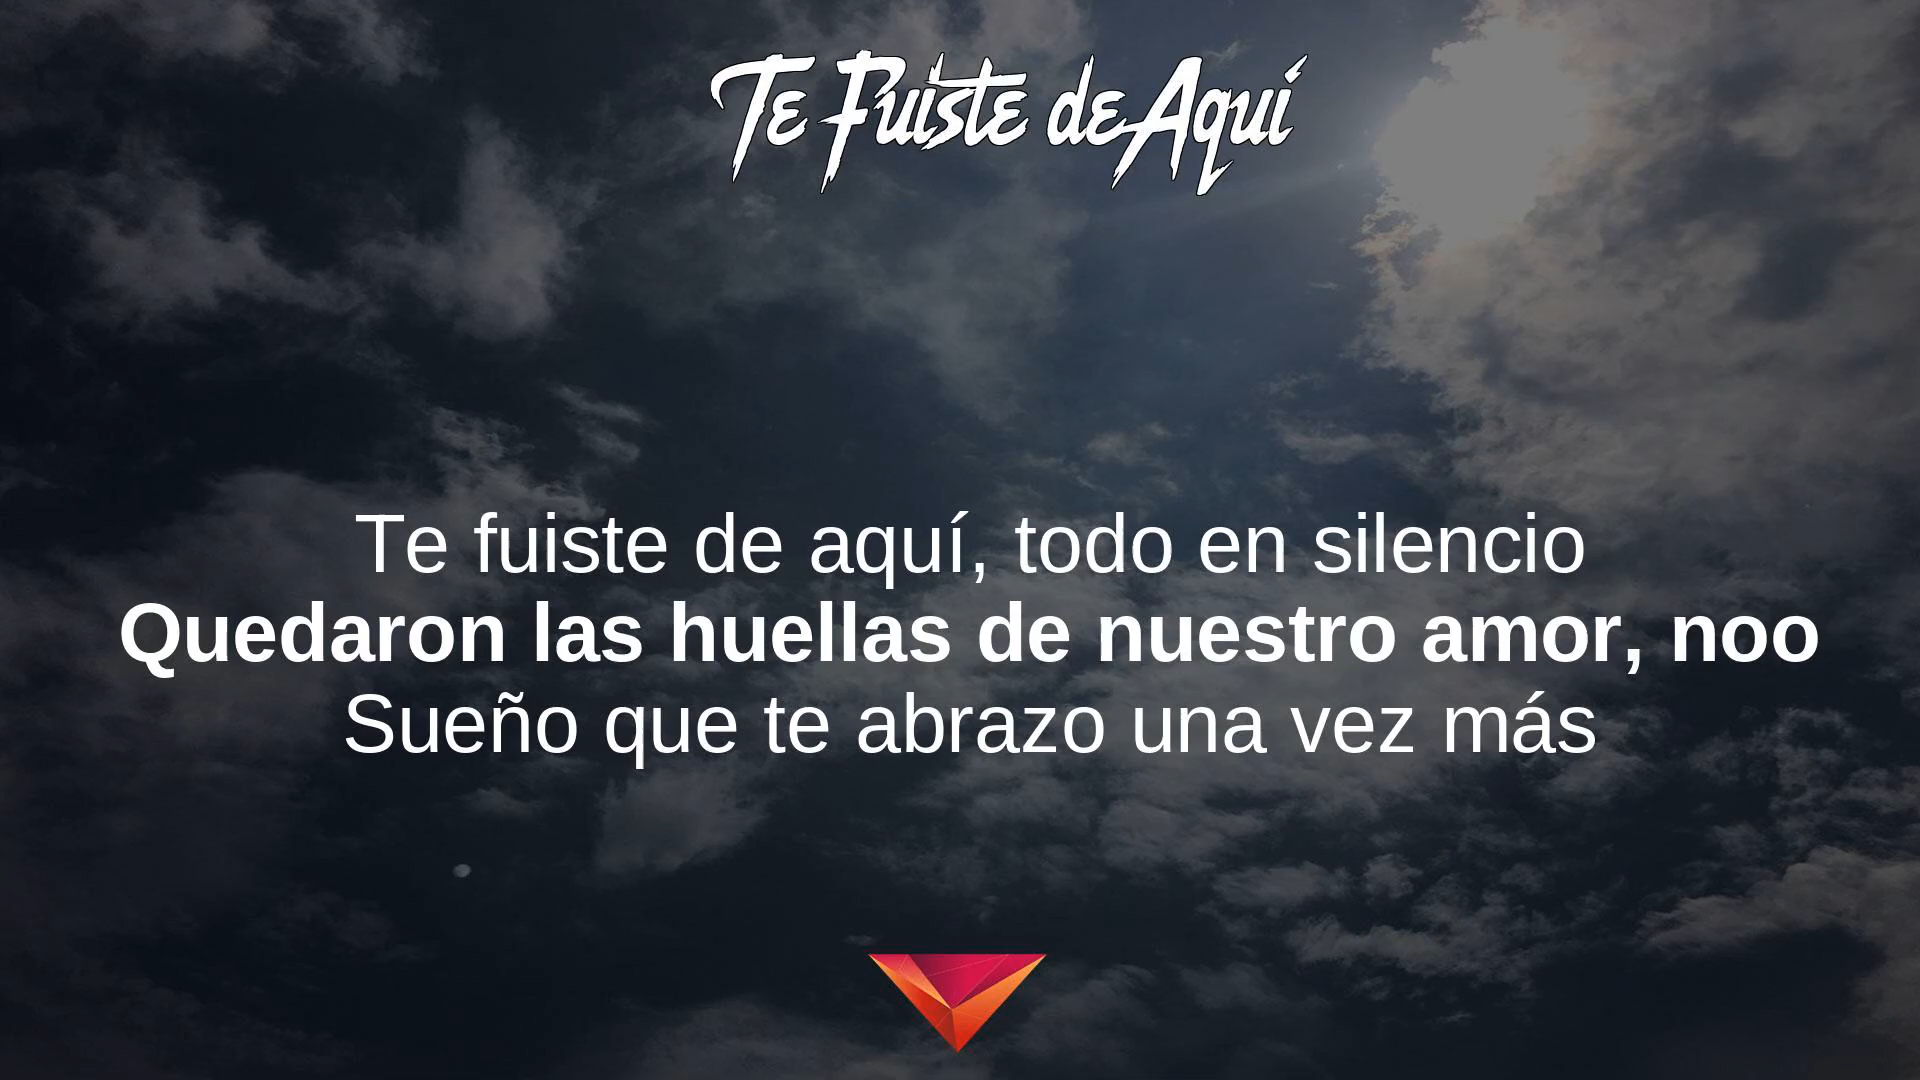 Te Fuiste de Aquí
Te fuiste de aquí, todo en silencio
Quedaron las huellas de nuestro amor, noo
Sueño que te abrazo una vez más